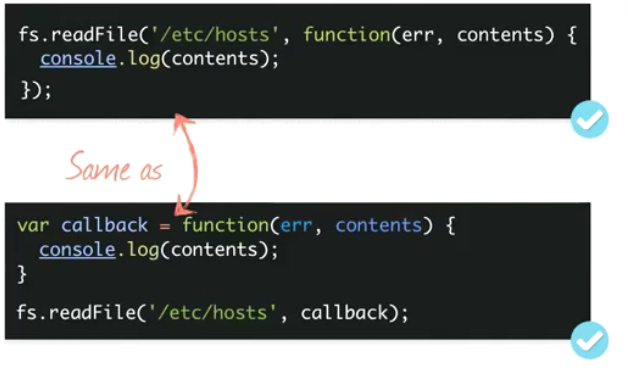 fs.readFile('/etc/hosts', function(err, contents) {
  console.log(contents);
});
Same as
var callback = function(err, contents) {
  console.log(contents);
}
fs.readFile('/etc/hosts', callback);